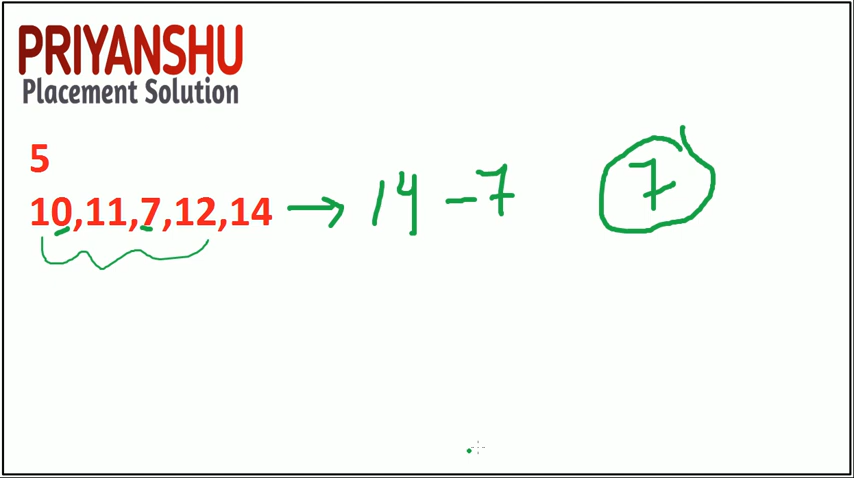 PRIYANSHU
Placement Solution
5
10,11,7,12,14 → 14 - 7 7